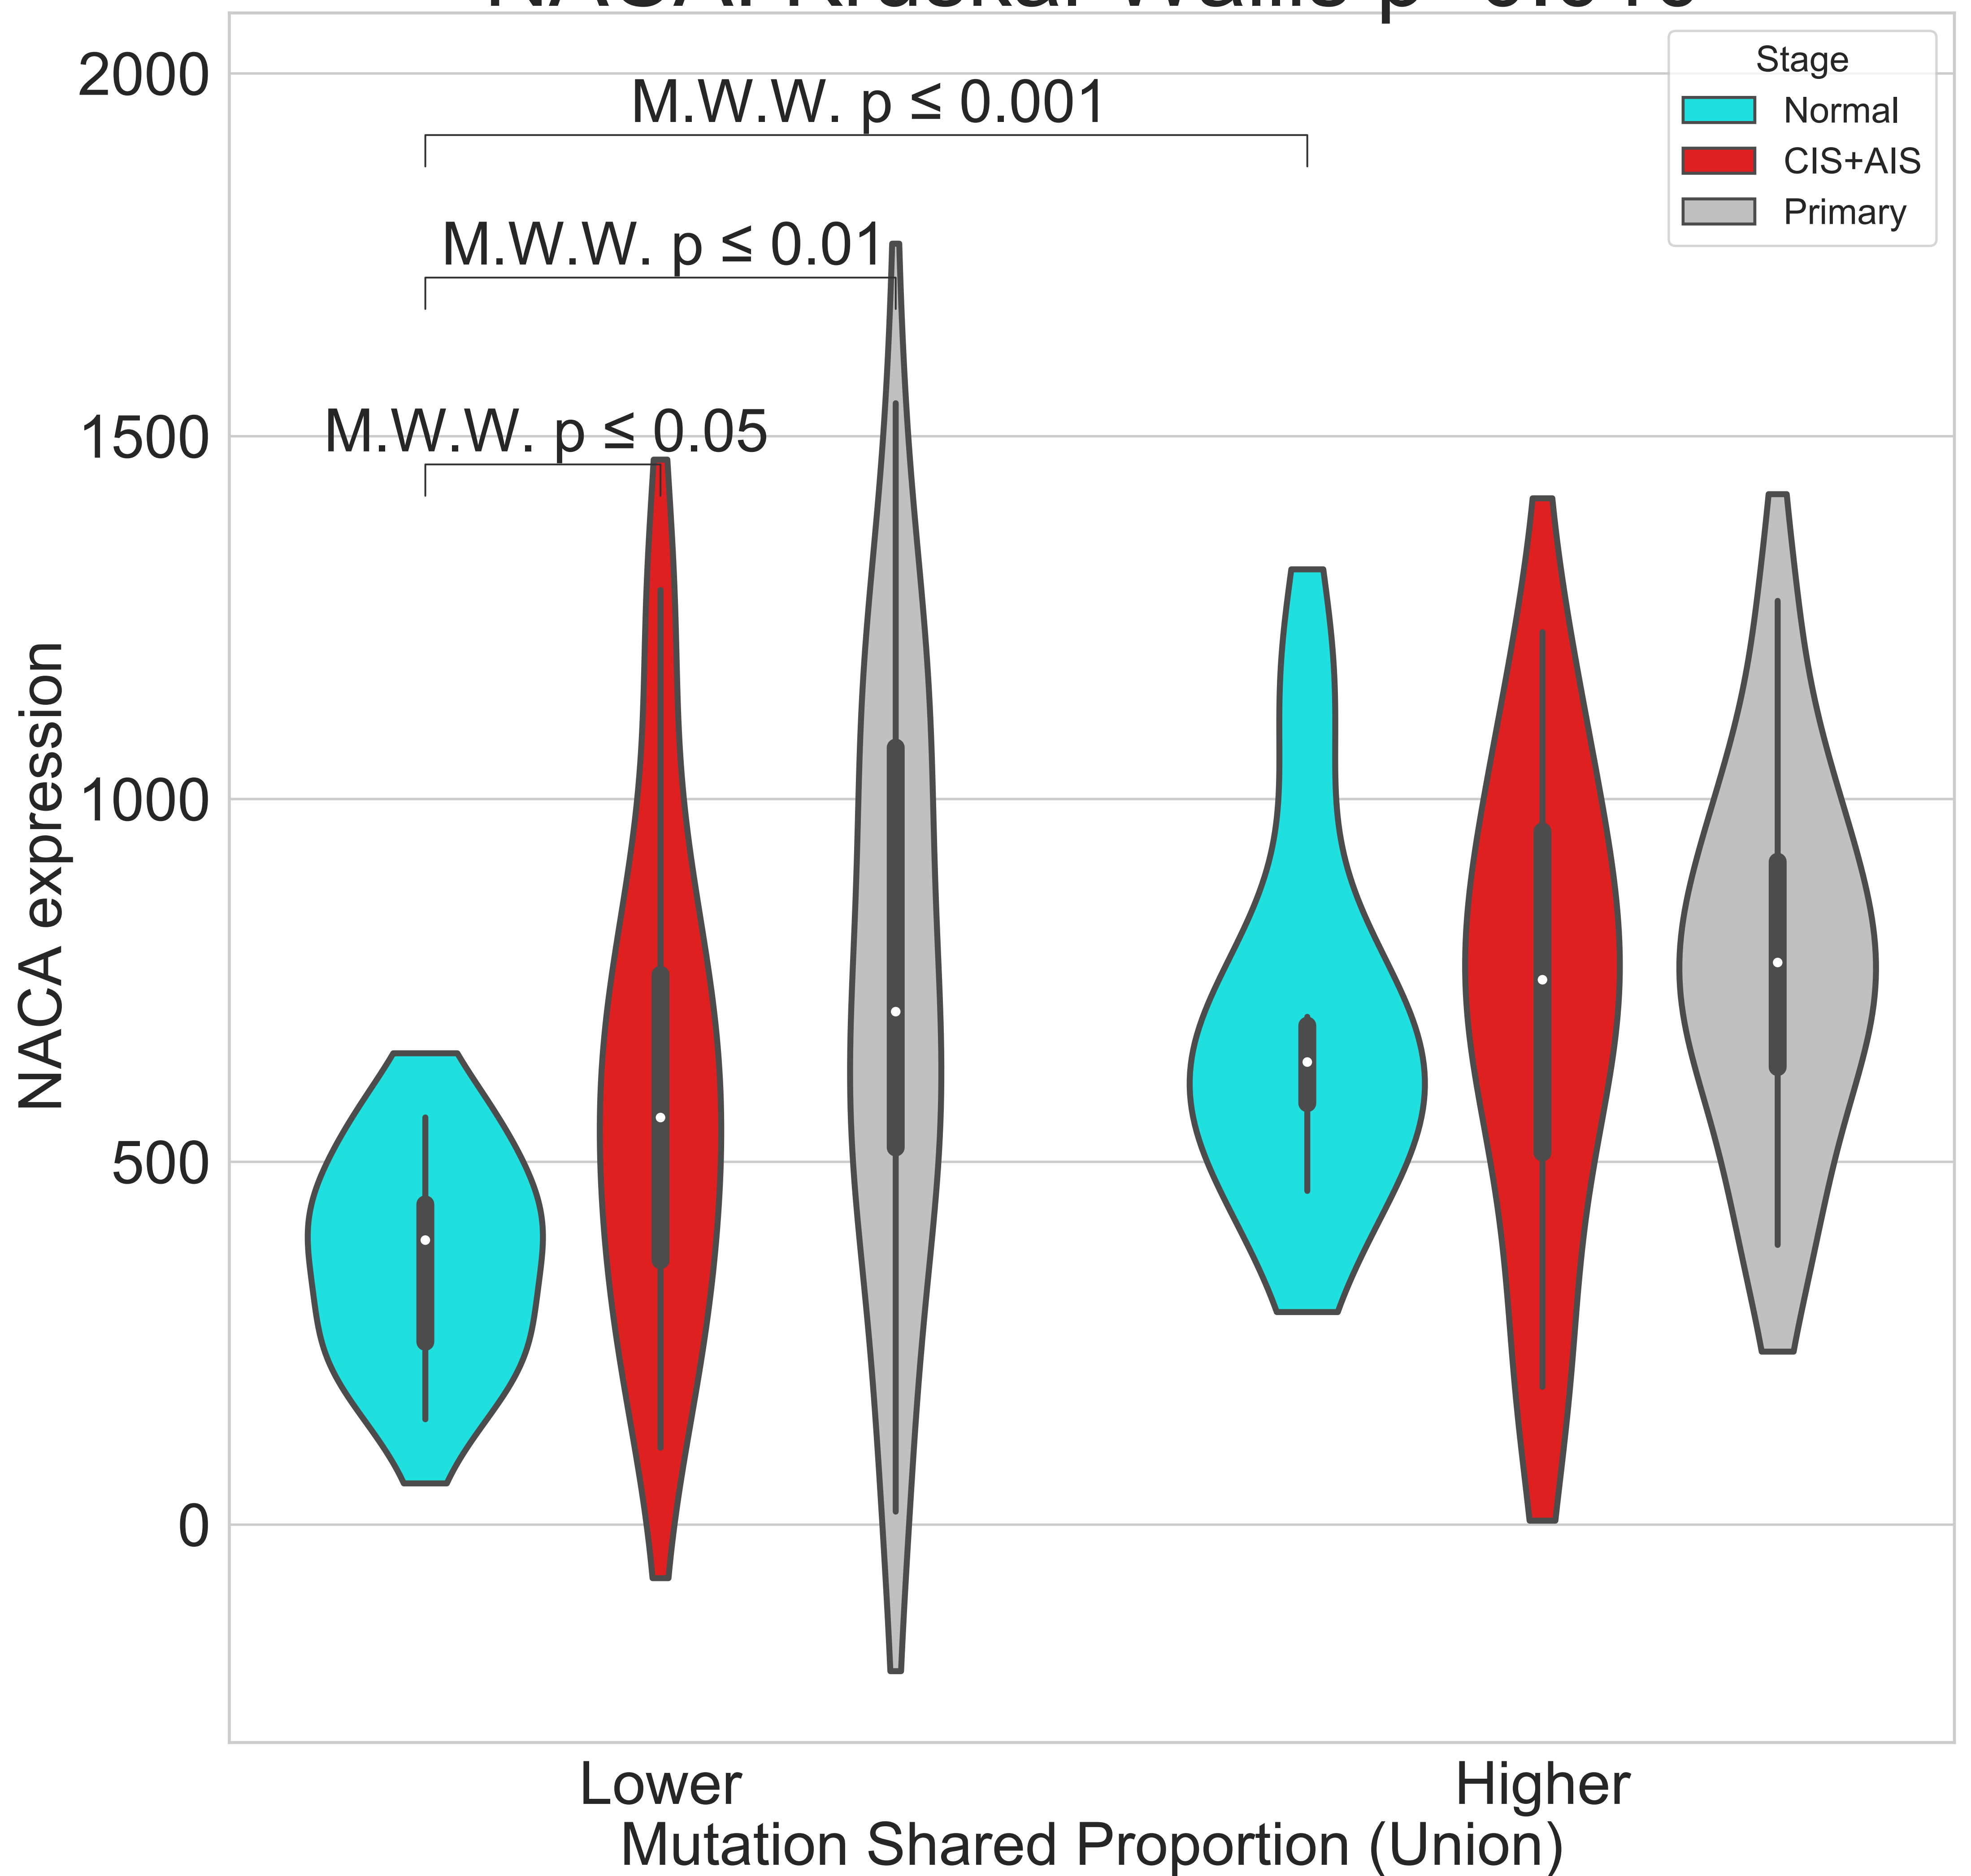 2000
1500
1000
500
0
NACA expression
M.W.W. p ≤ 0.001
M.W.W. p ≤ 0.01
M.W.W. p ≤ 0.05
Stage
Normal
CIS+AIS
Primary
Lower
Higher
Mutation Shared Proportion (Union)